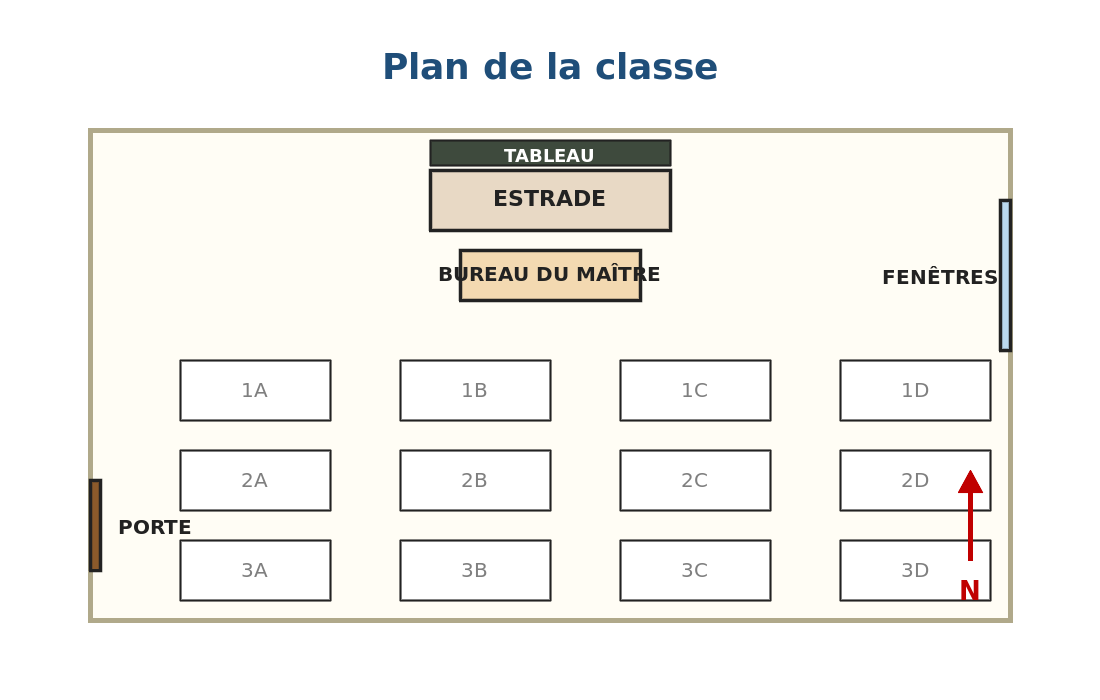 Plan de la classe
TABLEAU
ESTRADE
BUREAU DU MAÎTRE
FENÊTRES
1A
1B
1C
1D
2A
2B
2C
2D
PORTE
3A
3B
3C
3D
N